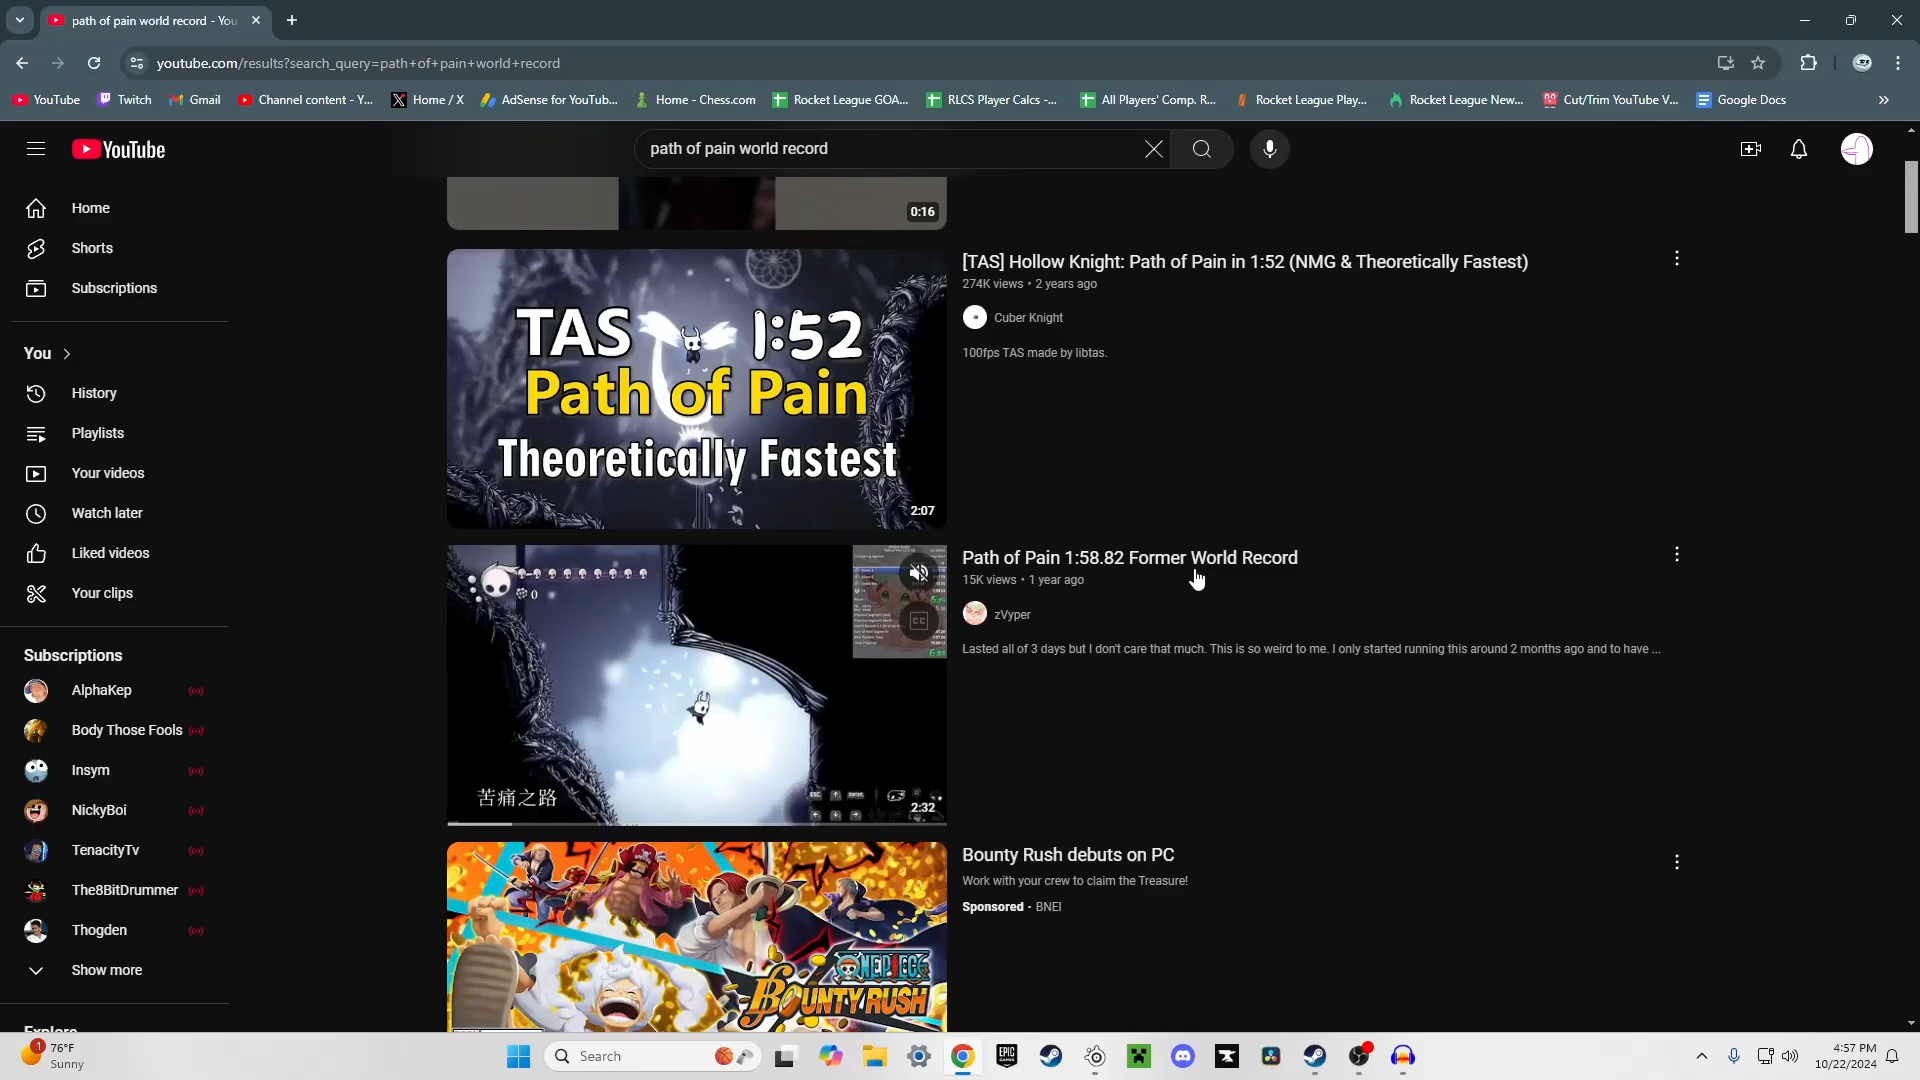 path of pain world record - You
youtube.com/results?search_query=path+of+pain+world+record
YouTube
Twitch
Gmail
Channel content - Y...
Home / X
AdSense for YouTub...
Home - Chess.com
Rocket League GOA...
RLCS Player Calcs -...
All Players' Comp. R...
Rocket League Play...
Rocket League New...
Cut/Trim YouTube V...
Google Docs
YouTube
path of pain world record
Home
Shorts
Subscriptions
You
History
Playlists
Your videos
Watch later
Liked videos
Your clips
Subscriptions
AlphaKep
Body Those Fools
Insym
NickyBoi
TenacityTv
The8BitDrummer
Thogden
Show more
Explore
0:16
TAS 1:52
Path of Pain
Theoretically Fastest
2:07
[TAS] Hollow Knight: Path of Pain in 1:52 (NMG & Theoretically Fastest)
274K views • 2 years ago
Cuber Knight
100fps TAS made by libtas.
0
苦痛之路
2:32
Path of Pain 1:58.82 Former World Record
15K views • 1 year ago
zVyper
Lasted all of 3 days but I don't care that much. This is so weird to me. I only started running this around 2 months ago and to have ...
ONE PIECE
BOUNTY RUSH
Bounty Rush debuts on PC
Work with your crew to claim the Treasure!
Sponsored • BNEI
1
76°F
Sunny
Search
EPIC GAMES
4:57 PM
10/22/2024